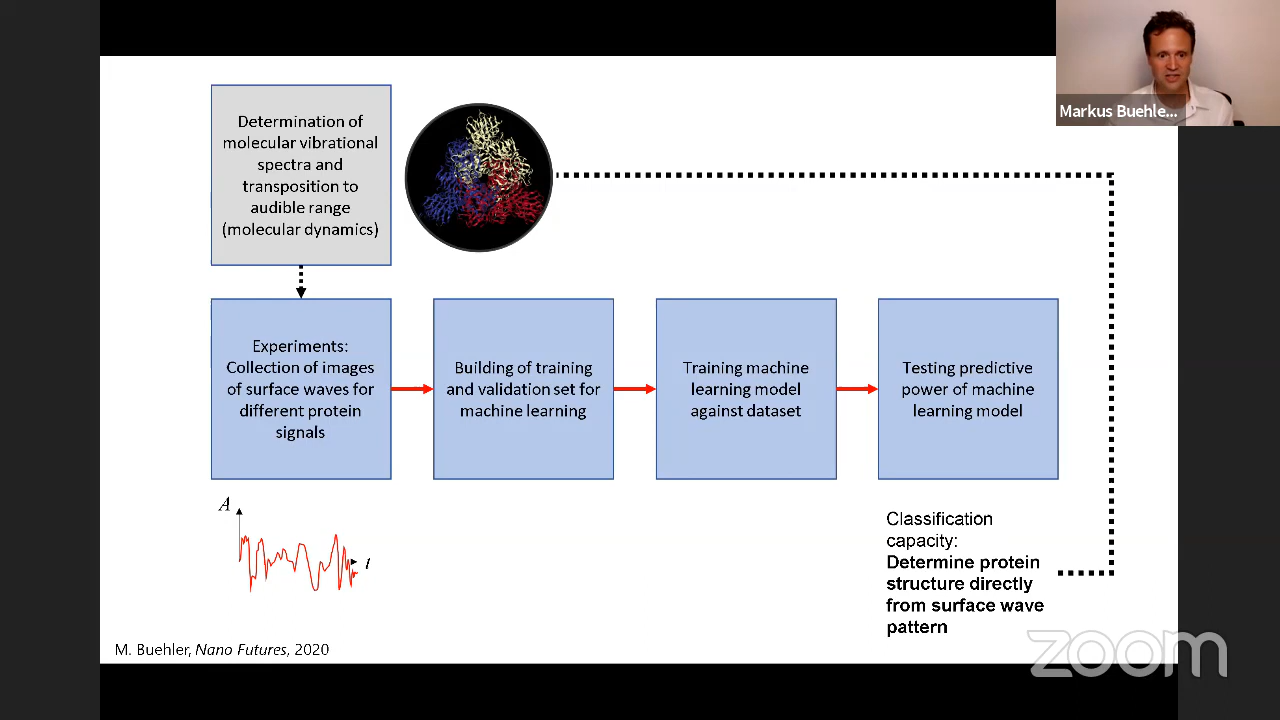 Markus Buehle...
Determination of
molecular vibrational
spectra and
transposition to
audible range
(molecular dynamics)
Experiments:
Collection of images
of surface waves for
different protein
signals
Building of training
and validation set for
machine learning
Training machine
learning model
against dataset
Testing predictive
power of machine
learning model
A
t
Classification
capacity:
Determine protein
structure directly
from surface wave
pattern
M. Buehler, Nano Futures, 2020
zoom